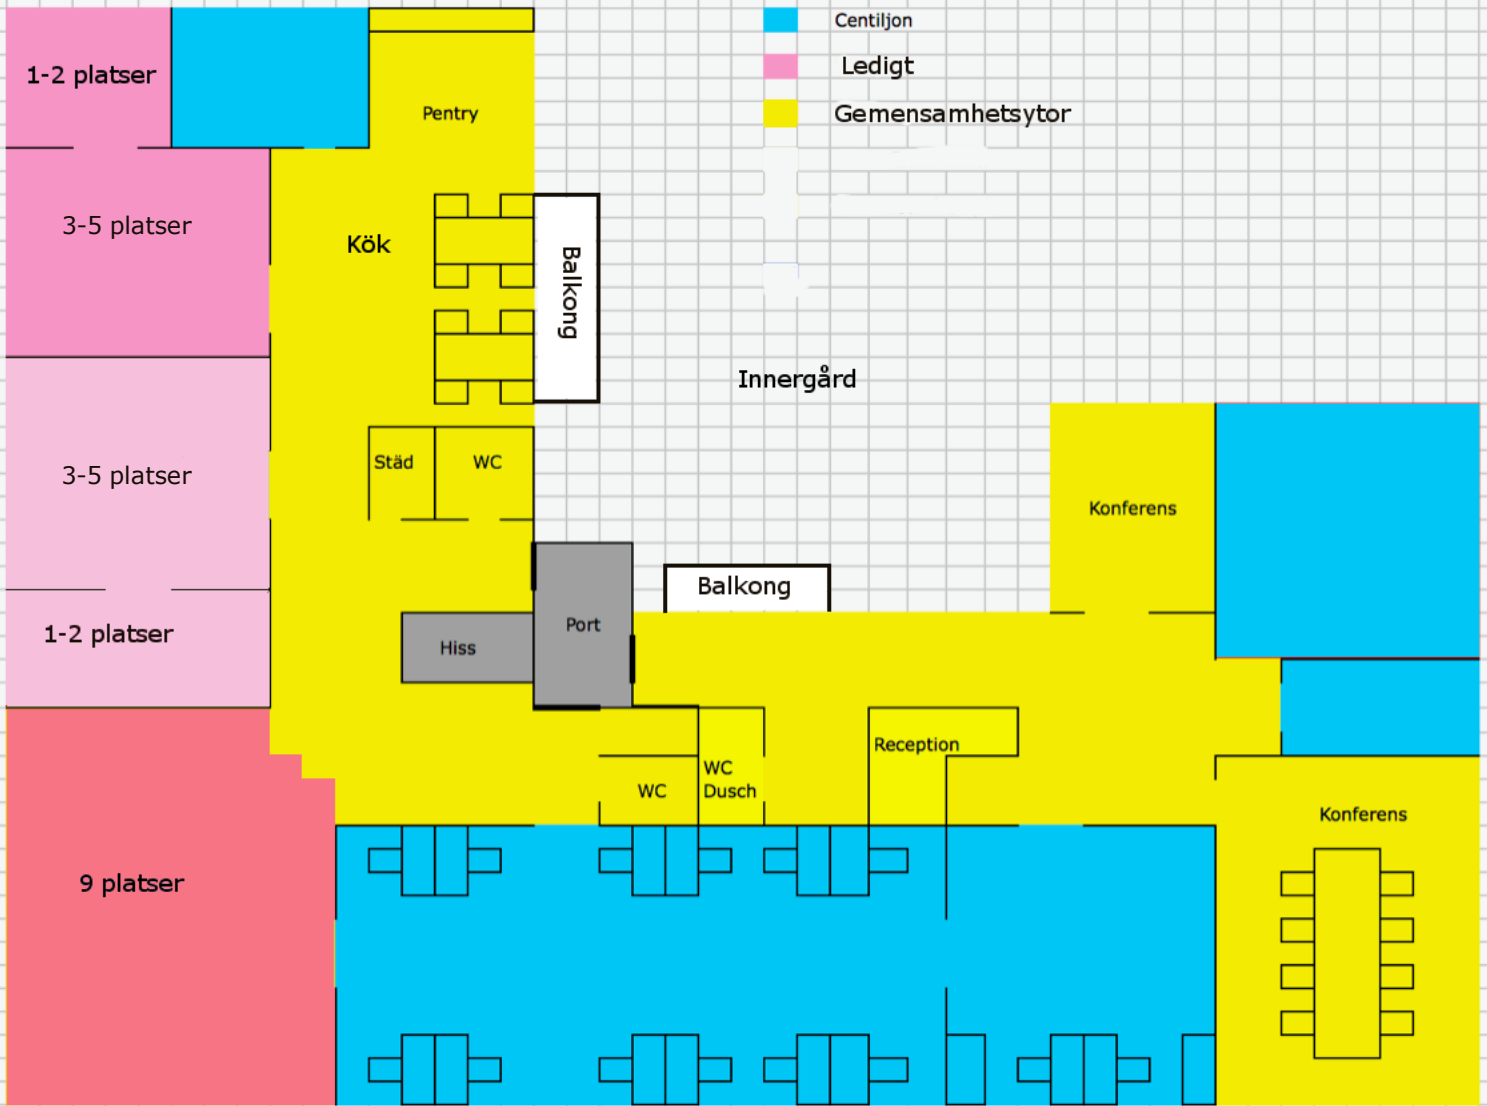 Centiljon
Ledigt
Gemensamhetsytor
1-2 platser
Pentry
3-5 platser
Kök
Balkong
Innergård
3-5 platser
Städ
WC
Konferens
Balkong
Port
1-2 platser
Hiss
Reception
WC
Dusch
WC
Konferens
9 platser